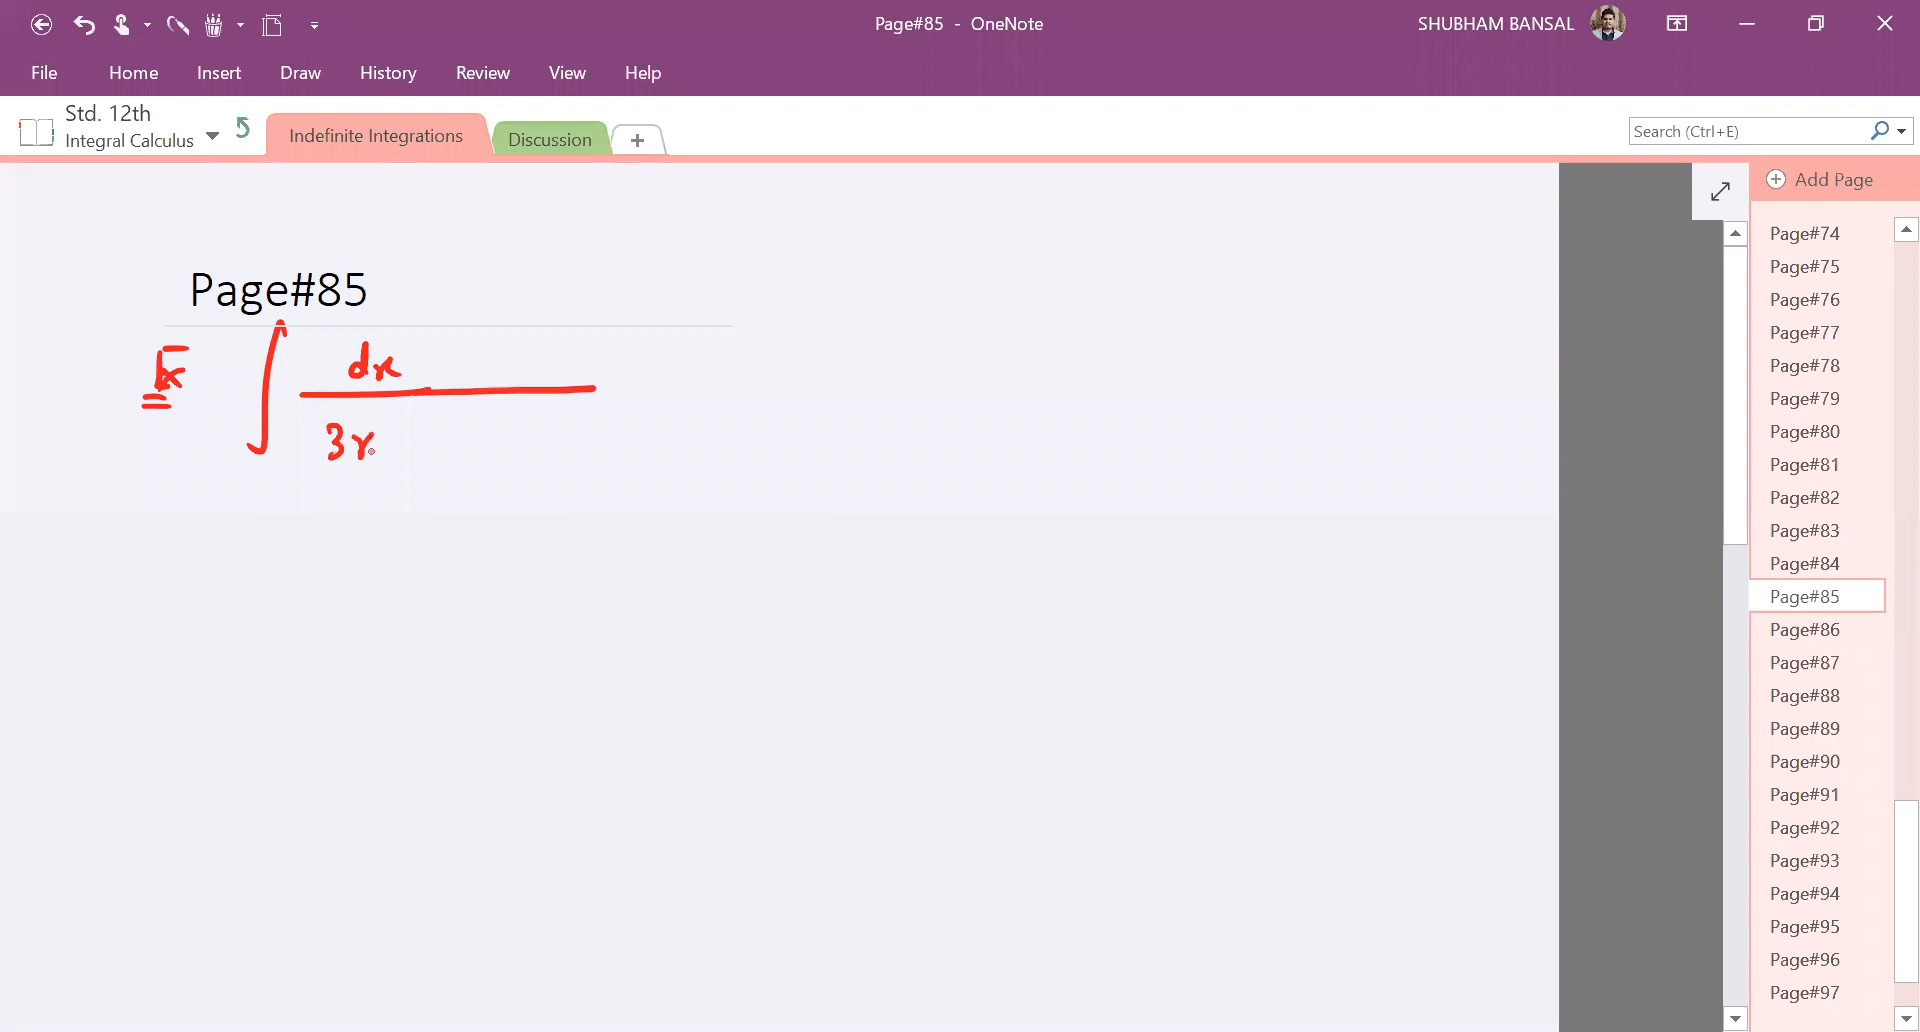 Page#85 - OneNote
SHUBHAM BANSAL
File Home Insert Draw History Review View Help
Std. 12th
Integral Calculus
Indefinite Integrations
Discussion
+
Search (Ctrl+E)
Add Page
Page#85
Ex ∫ dx
3x
Page#74
Page#75
Page#76
Page#77
Page#78
Page#79
Page#80
Page#81
Page#82
Page#83
Page#84
Page#85
Page#86
Page#87
Page#88
Page#89
Page#90
Page#91
Page#92
Page#93
Page#94
Page#95
Page#96
Page#97